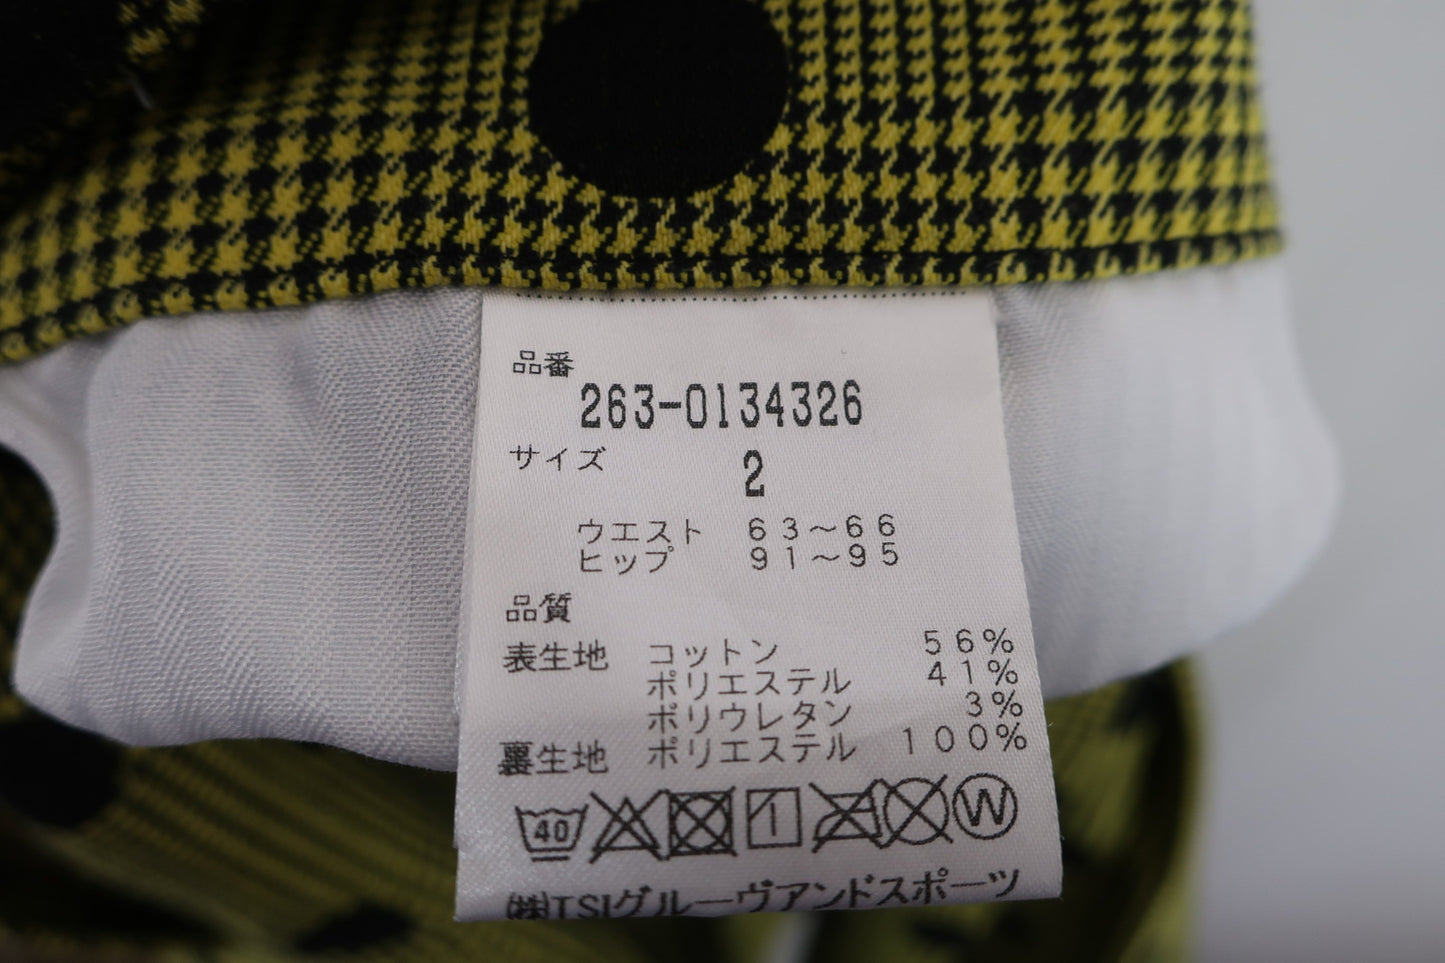 品番
263-0134326
サイズ 2
ウエスト 63~66
ヒップ 91~95
品質
表生地 コットン 56%
ポリエステル 41%
ポリウレタン 3%
裏生地 ポリエステル 100%
40 W
㈱TSIグルーヴアンドスポーツ